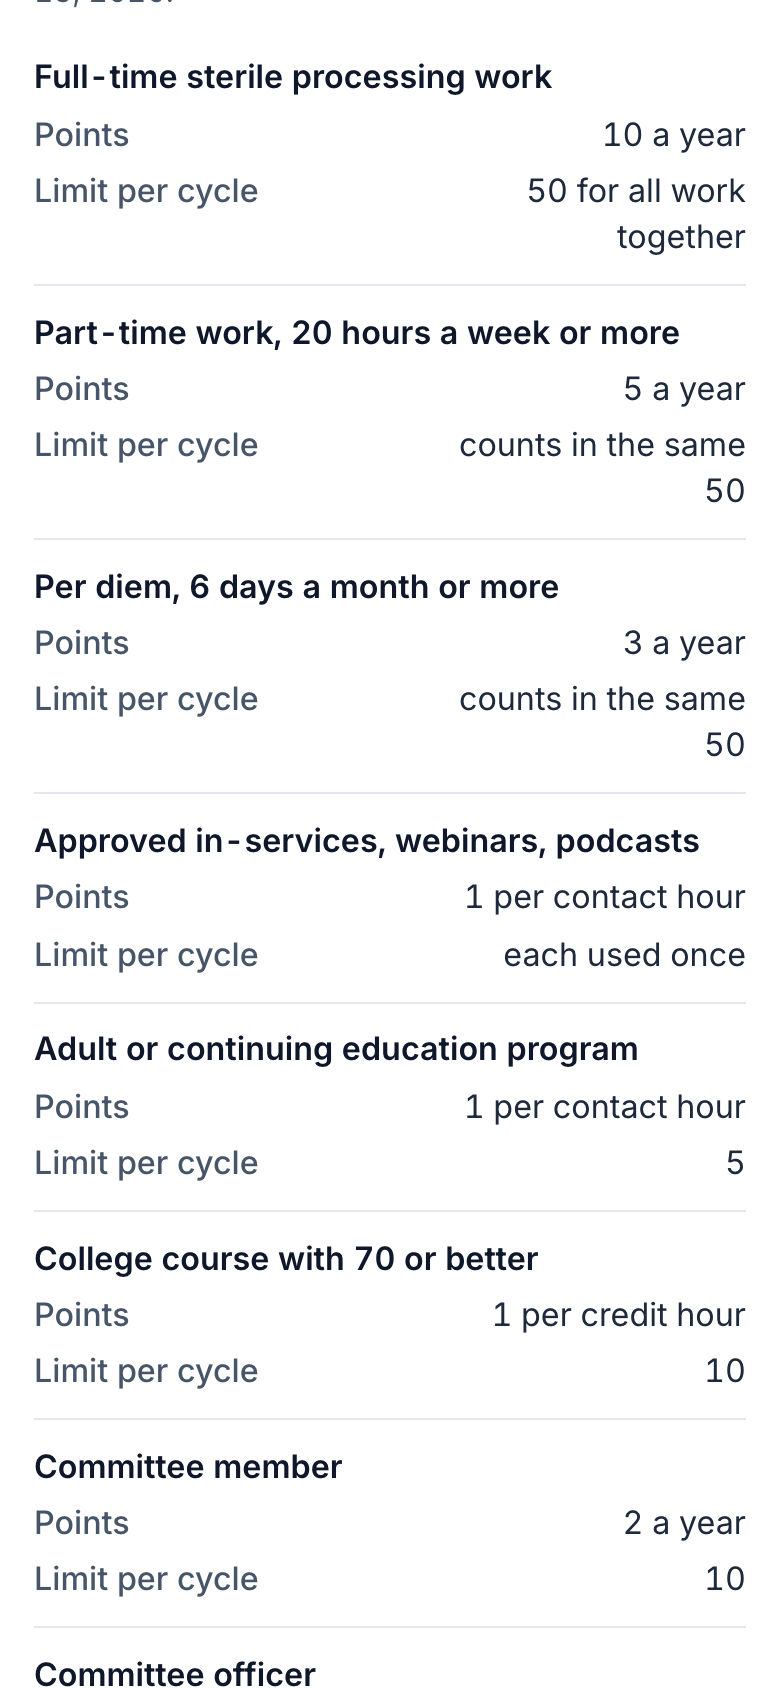 Full-time sterile processing work
Points 10 a year
Limit per cycle 50 for all work
together
Part-time work, 20 hours a week or more
Points 5 a year
Limit per cycle counts in the same
50
Per diem, 6 days a month or more
Points 3 a year
Limit per cycle counts in the same
50
Approved in-services, webinars, podcasts
Points 1 per contact hour
Limit per cycle each used once
Adult or continuing education program
Points 1 per contact hour
Limit per cycle 5
College course with 70 or better
Points 1 per credit hour
Limit per cycle 10
Committee member
Points 2 a year
Limit per cycle 10
Committee officer